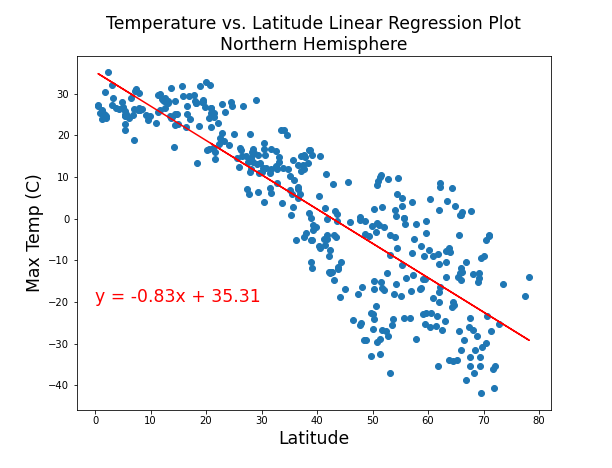 Temperature vs. Latitude Linear Regression Plot
Northern Hemisphere
Max Temp (C)
30
20
10
0
−10
−20
−30
−40
y = -0.83x + 35.31
0 10 20 30 40 50 60 70 80
Latitude